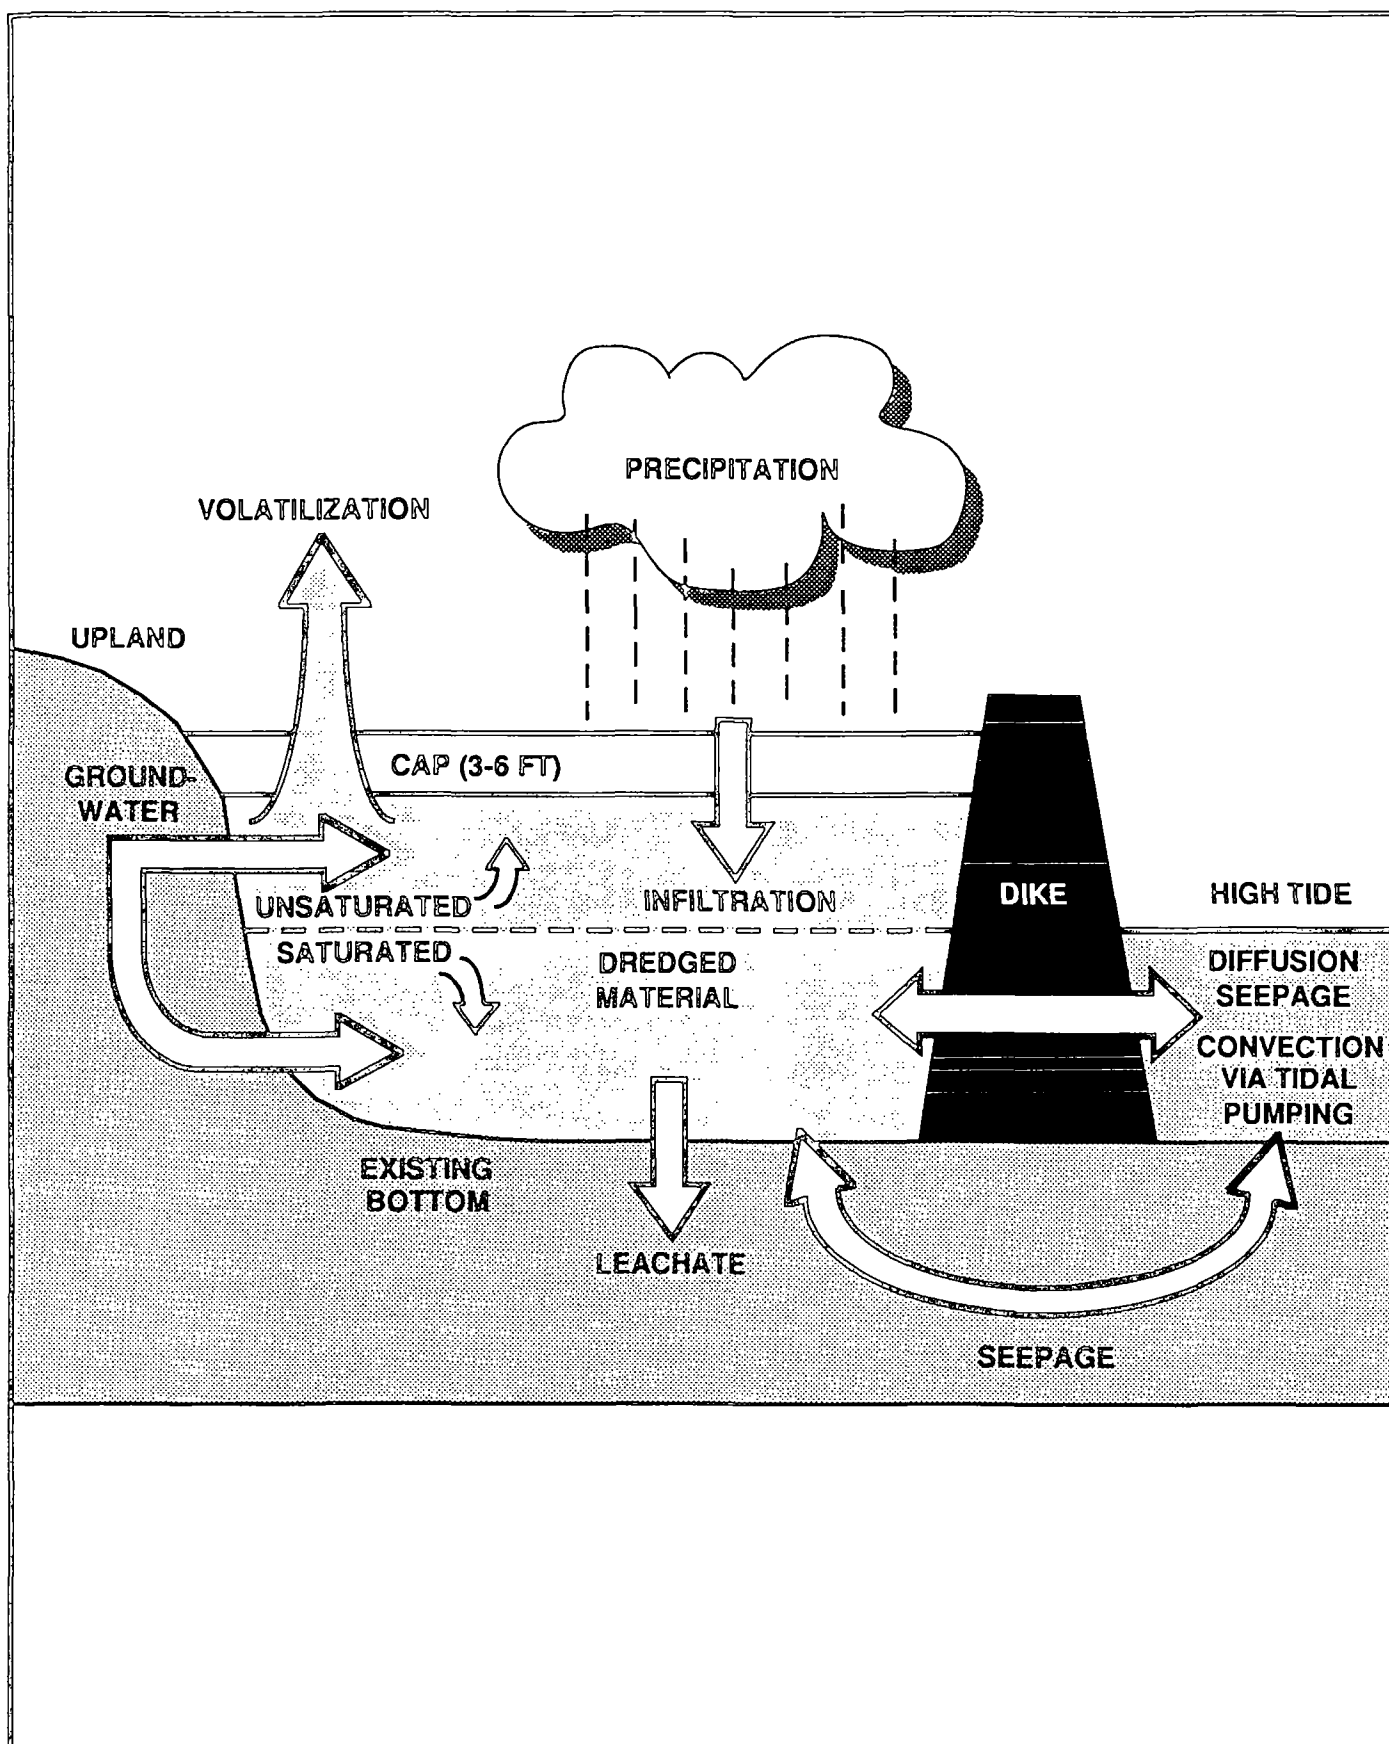 PRECIPITATION
VOLATILIZATION
UPLAND
CAP (3-6 FT)
GROUND-
WATER
UNSATURATED
INFILTRATION
DIKE
HIGH TIDE
SATURATED
DREDGED
MATERIAL
DIFFUSION
SEEPAGE
CONVECTION
VIA TIDAL
PUMPING
EXISTING
BOTTOM
LEACHATE
SEEPAGE